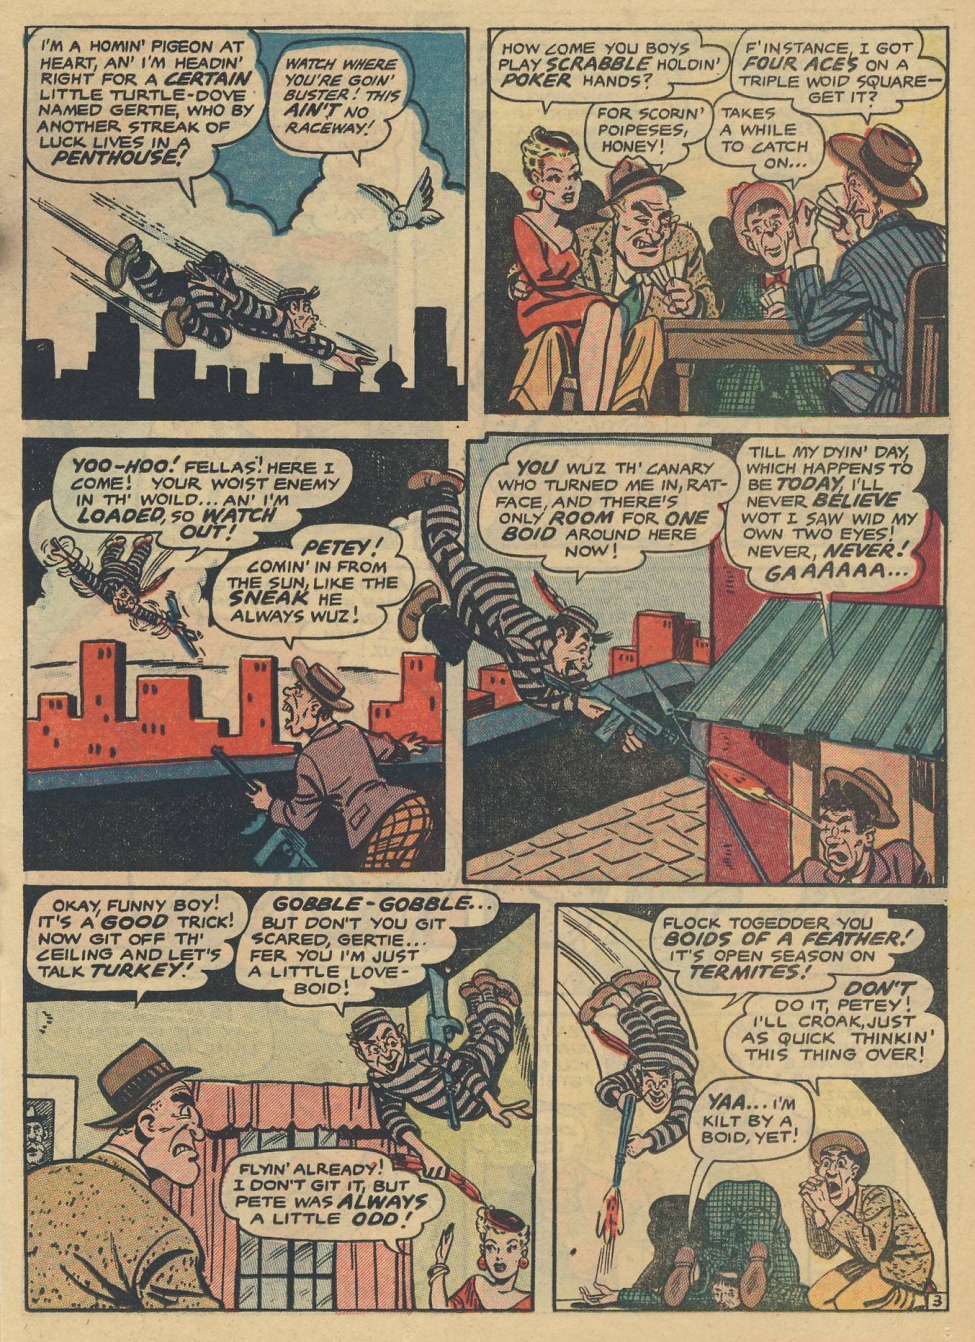 I'M A HOMIN' PIGEON AT
HEART, AN' I'M HEADIN'
RIGHT FOR A CERTAIN
LITTLE TURTLE-DOVE
NAMED GERTIE, WHO BY
ANOTHER STREAK OF
LUCK LIVES IN A
PENTHOUSE!
WATCH WHERE
YOU'RE GOIN'
BUSTER! THIS
AIN'T NO
RACEWAY!
HOW COME YOU BOYS
PLAY SCRABBLE HOLDIN'
POKER HANDS?
FOR SCORIN'
POIPESES,
HONEY!
F'INSTANCE, I GOT
FOUR ACES ON A
TRIPLE WOID SQUARE—
GET IT?
TAKES
A WHILE
TO CATCH
ON...
YOO-HOO! FELLAS! HERE I
COME! YOUR WOIST ENEMY
IN TH' WOILD... AN' I'M
LOADED, SO WATCH
OUT!
PETEY!
COMIN' IN FROM
THE SUN, LIKE THE
SNEAK HE
ALWAYS WUZ!
YOU WUZ TH' CANARY
WHO TURNED ME IN, RAT-
FACE, AND THERE'S
ONLY ROOM FOR ONE
BOID AROUND HERE
NOW!
TILL MY DYIN' DAY,
WHICH HAPPENS TO
BE TODAY, I'LL
NEVER BELIEVE
WOT I SAW WID MY
OWN TWO EYES!
NEVER, NEVER!
GAAAAAA...
OKAY, FUNNY BOY!
IT'S A GOOD TRICK!
NOW GIT OFF TH'
CEILING AND LET'S
TALK TURKEY!
GOBBLE-GOBBLE...
BUT DON'T YOU GIT
SCARED, GERTIE...
FER YOU I'M JUST
A LITTLE LOVE-
BOID!
FLYIN' ALREADY!
I DON'T GIT IT, BUT
PETE WAS ALWAYS
A LITTLE ODD!
FLOCK TOGEDDER YOU
BOIDS OF A FEATHER!
IT'S OPEN SEASON ON
TERMITES!
DON'T
DO IT, PETEY!
I'LL CROAK, JUST
AS QUICK THINKIN'
THIS THING OVER!
YAA... I'M
KILT BY A
BOID, YET!
3